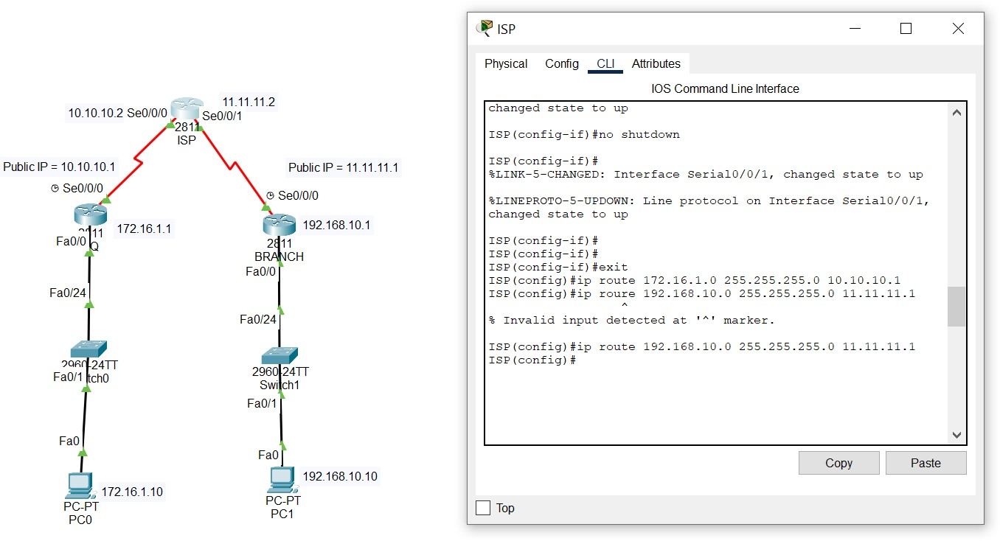 11.11.11.2
10.10.10.2 Se0/0/0
Se0/0/1
2811
ISP
Public IP = 10.10.10.1
Public IP = 11.11.11.1
Se0/0/0
Se0/0/0
172.16.1.1
192.168.10.1
Fa0/0
2811
BRANCH
Fa0/0
Fa0/24
Fa0/24
2960-24TT
Fa0/1
2960-24TT
Switch1
Fa0/1
Fa0
Fa0
172.16.1.10
192.168.10.10
PC-PT
PC0
PC-PT
PC1
ISP
Physical Config CLI Attributes
IOS Command Line Interface
changed state to up
ISP(config-if)#no shutdown
ISP(config-if)#
%LINK-5-CHANGED: Interface Serial0/0/1, changed state to up
%LINEPROTO-5-UPDOWN: Line protocol on Interface Serial0/0/1,
changed state to up
ISP(config-if)#
ISP(config-if)#
ISP(config-if)#exit
ISP(config)#ip route 172.16.1.0 255.255.255.0 10.10.10.1
ISP(config)#ip roure 192.168.10.0 255.255.255.0 11.11.11.1
^
% Invalid input detected at '^' marker.
ISP(config)#ip route 192.168.10.0 255.255.255.0 11.11.11.1
ISP(config)#
Copy Paste
Top